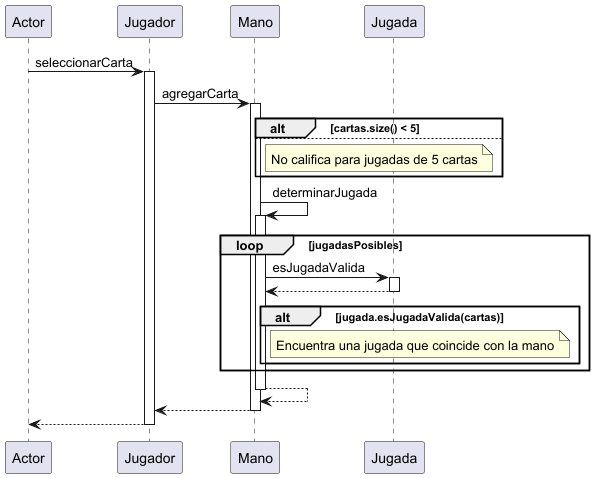 Actor Jugador Mano Jugada
seleccionarCarta
agregarCarta
alt [cartas.size() < 5]
No califica para jugadas de 5 cartas
determinarJugada
loop [jugadasPosibles]
esJugadaValida
alt [jugada.esJugadaValida(cartas)]
Encuentra una jugada que coincide con la mano
Actor Jugador Mano Jugada